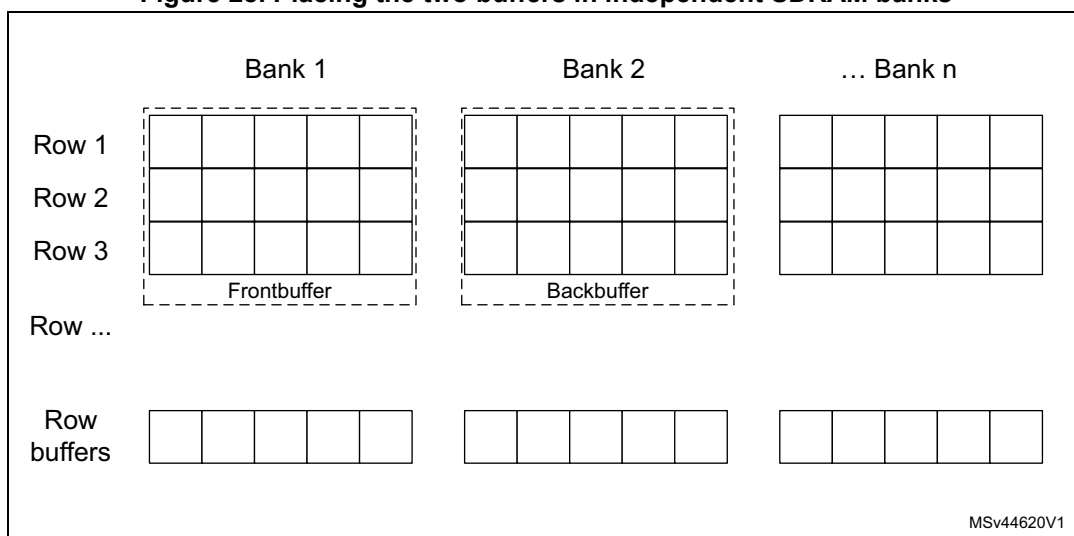 Bank 1 Bank 2 … Bank n
Row 1
Row 2
Row 3
Frontbuffer Backbuffer
Row ...
Row
buffers
MSv44620V1